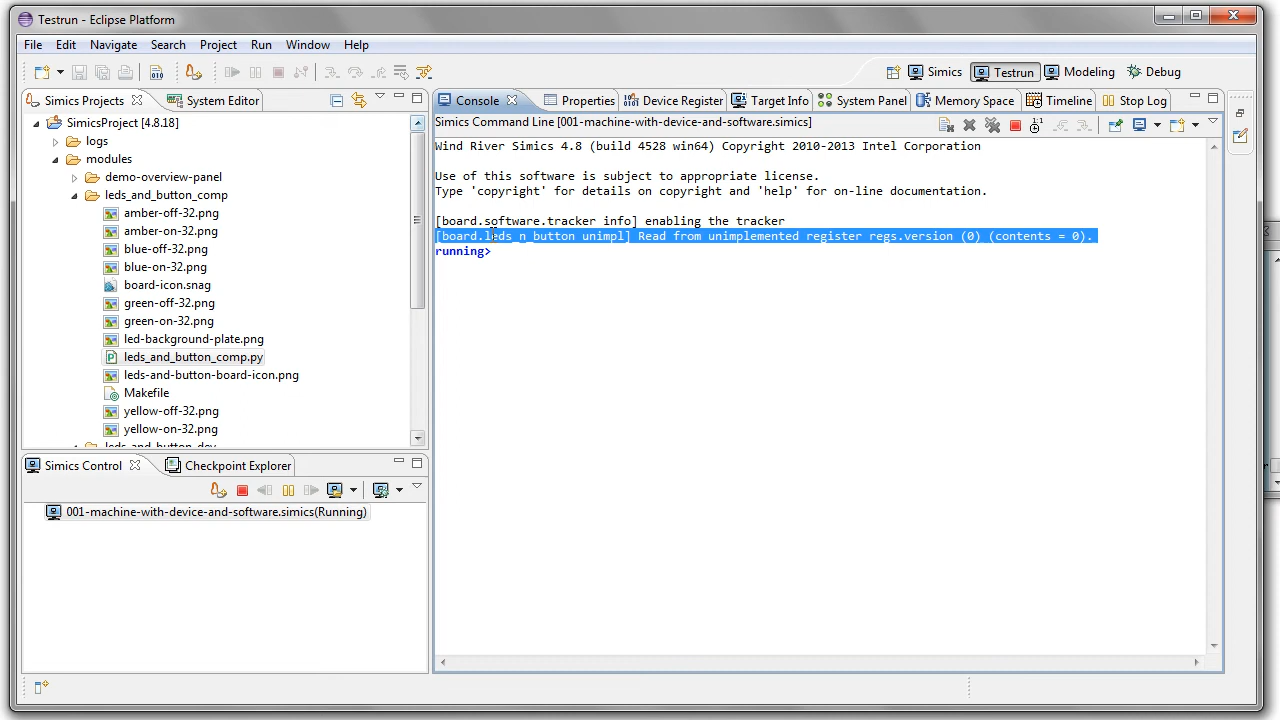 Testrun - Eclipse Platform
File Edit Navigate Search Project Run Window Help
Simics Testrun Modeling Debug
Simics Projects System Editor
SimicsProject [4.8.18]
logs
modules
demo-overview-panel
leds_and_button_comp
amber-off-32.png
amber-on-32.png
blue-off-32.png
blue-on-32.png
board-icon.snag
green-off-32.png
green-on-32.png
led-background-plate.png
leds_and_button_comp.py
leds-and-button-board-icon.png
Makefile
yellow-off-32.png
yellow-on-32.png
leds_and_button_dev
Simics Control Checkpoint Explorer
001-machine-with-device-and-software.simics(Running)
Console Properties Device Register Target Info System Panel Memory Space Timeline Stop Log
Simics Command Line [001-machine-with-device-and-software.simics]
Wind River Simics 4.8 (build 4528 win64) Copyright 2010-2013 Intel Corporation
Use of this software is subject to appropriate license.
Type 'copyright' for details on copyright and 'help' for on-line documentation.
[board.software.tracker info] enabling the tracker
[board.leds_n_button unimpl] Read from unimplemented register regs.version (0) (contents = 0).
running>